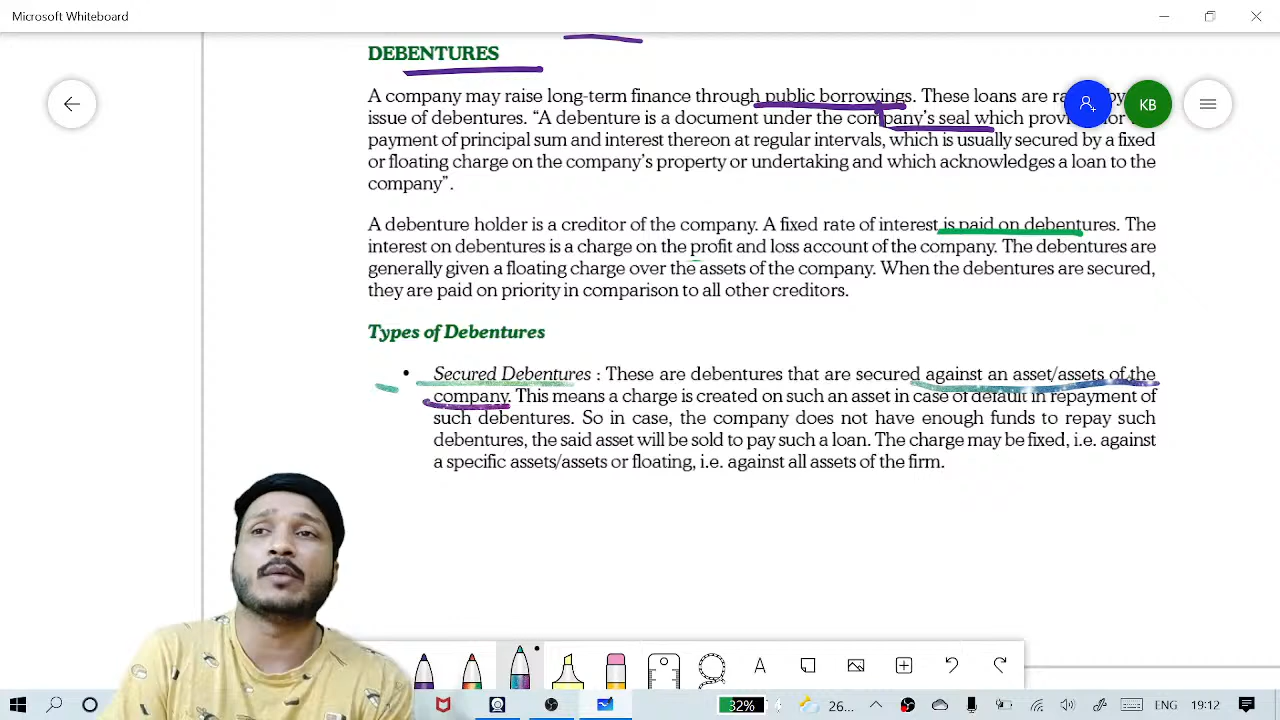 Microsoft Whiteboard
DEBENTURES
A company may raise long-term finance through public borrowings. These loans are by
KB
issue of debentures. “A debenture is a document under the company’s seal which
payment of principal sum and interest thereon at regular intervals, which is usually secured by a fixed
or floating charge on the company’s property or undertaking and which acknowledges a loan to the
company”.
A debenture holder is a creditor of the company. A fixed rate of interest is paid on debentures. The
interest on debentures is a charge on the profit and loss account of the company. The debentures are
generally given a floating charge over the assets of the company. When the debentures are secured,
they are paid on priority in comparison to all other creditors.
Types of Debentures
• Secured Debentures : These are debentures that are secured against an asset/assets of the
company. This means a charge is created on such an asset in case of default in repayment of
such debentures. So in case, the company does not have enough funds to repay such
debentures, the said asset will be sold to pay such a loan. The charge may be fixed, i.e. against
a specific assets/assets or floating, i.e. against all assets of the firm.
A
32% 26... ENG 19:12